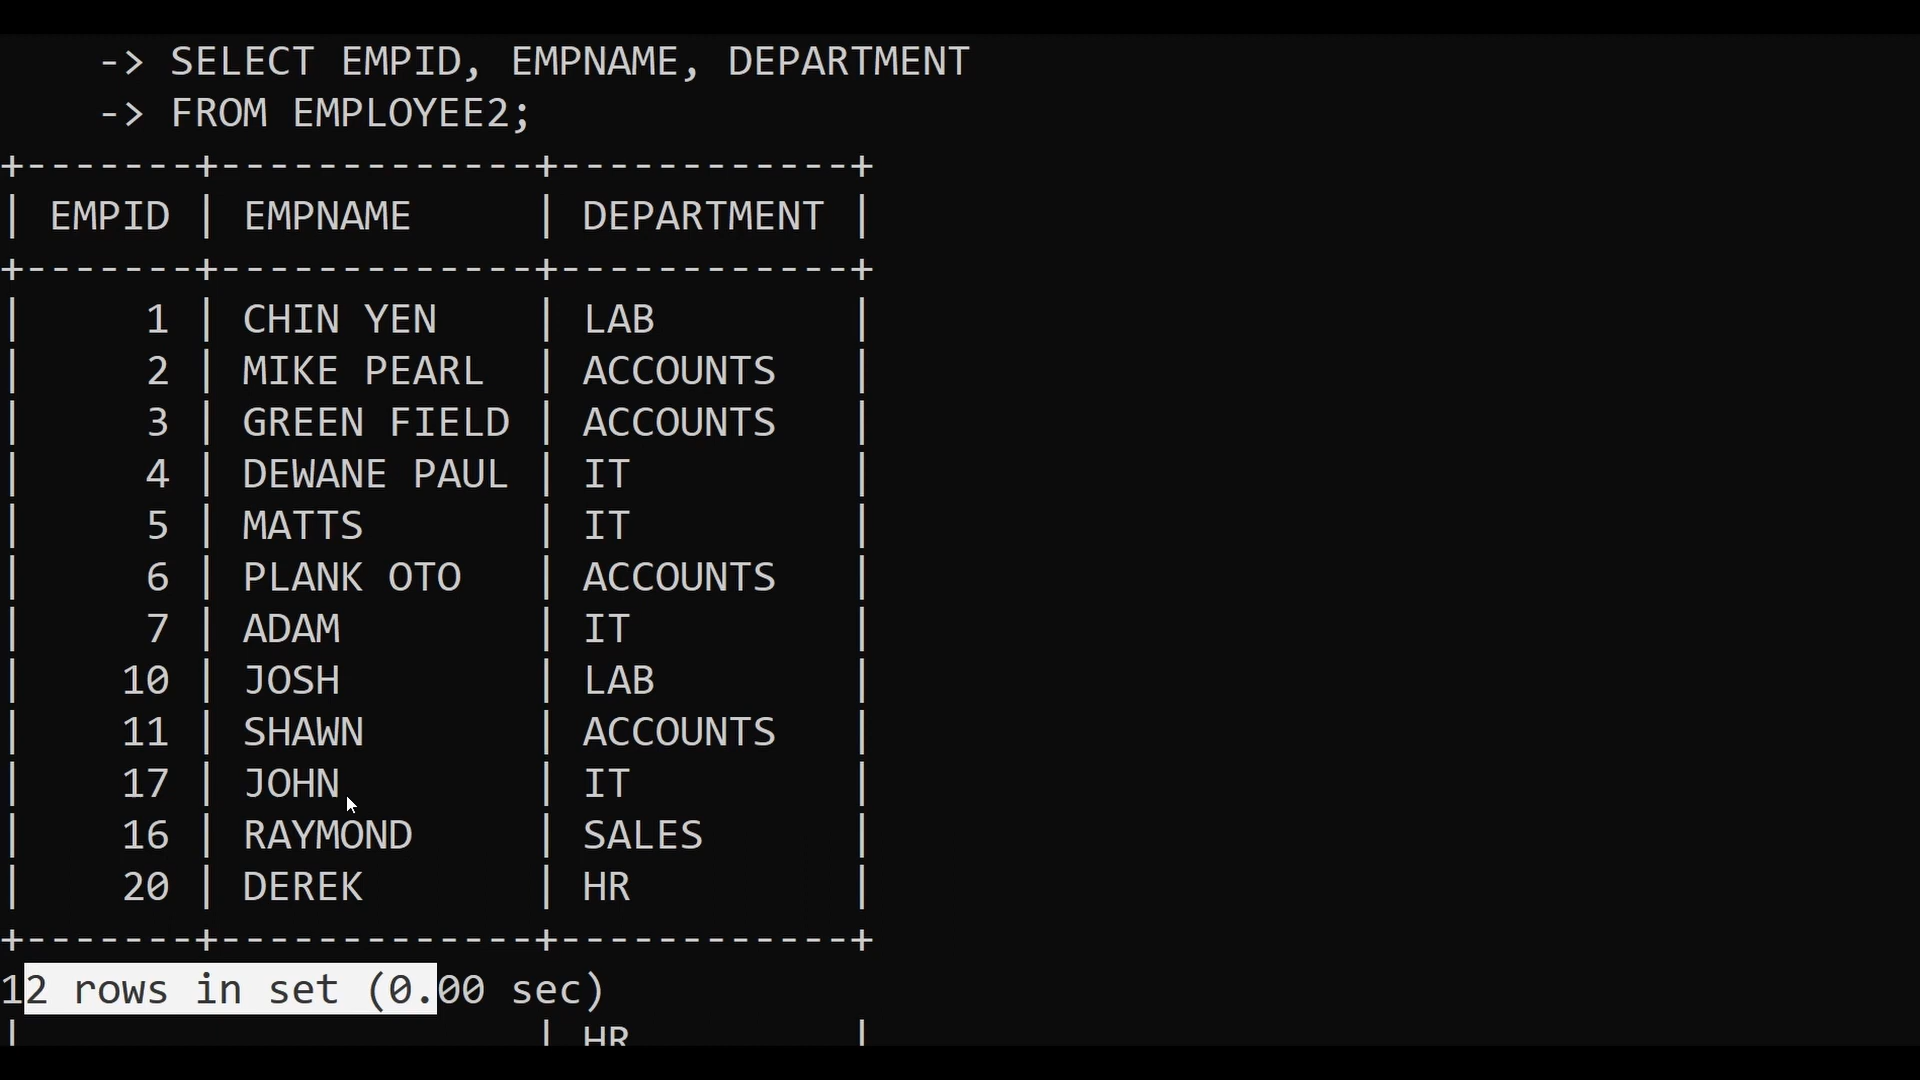 -> SELECT EMPID, EMPNAME, DEPARTMENT
-> FROM EMPLOYEE2;
+-------+-------------+------------+
| EMPID | EMPNAME     | DEPARTMENT |
+-------+-------------+------------+
|     1 | CHIN YEN    | LAB        |
|     2 | MIKE PEARL  | ACCOUNTS   |
|     3 | GREEN FIELD | ACCOUNTS   |
|     4 | DEWANE PAUL | IT         |
|     5 | MATTS       | IT         |
|     6 | PLANK OTO   | ACCOUNTS   |
|     7 | ADAM        | IT         |
|    10 | JOSH        | LAB        |
|    11 | SHAWN       | ACCOUNTS   |
|    17 | JOHN        | IT         |
|    16 | RAYMOND     | SALES      |
|    20 | DEREK       | HR         |
+-------+-------------+------------+
12 rows in set (0.00 sec)
|                     | HR         |